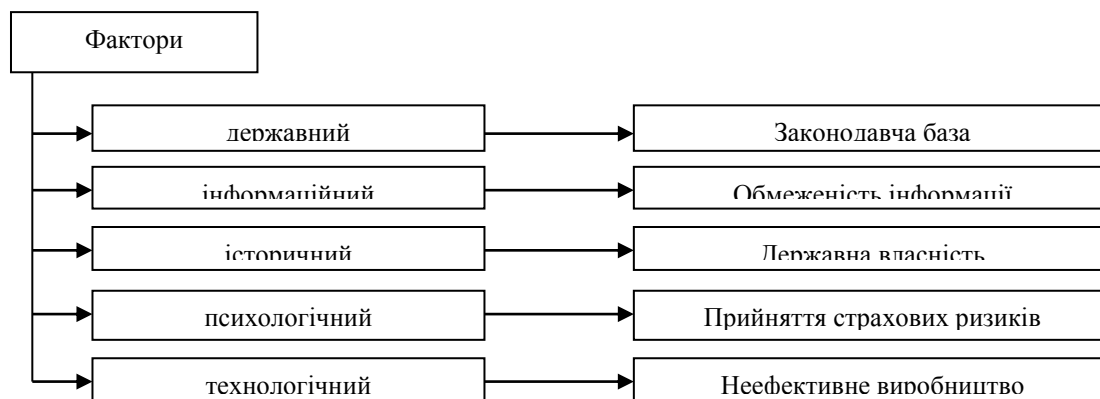 Фактори
державний
Законодавча база
інформаційний
Обмеженість інформації
історичний
Державна власність
психологічний
Прийняття страхових ризиків
технологічний
Неефективне виробництво